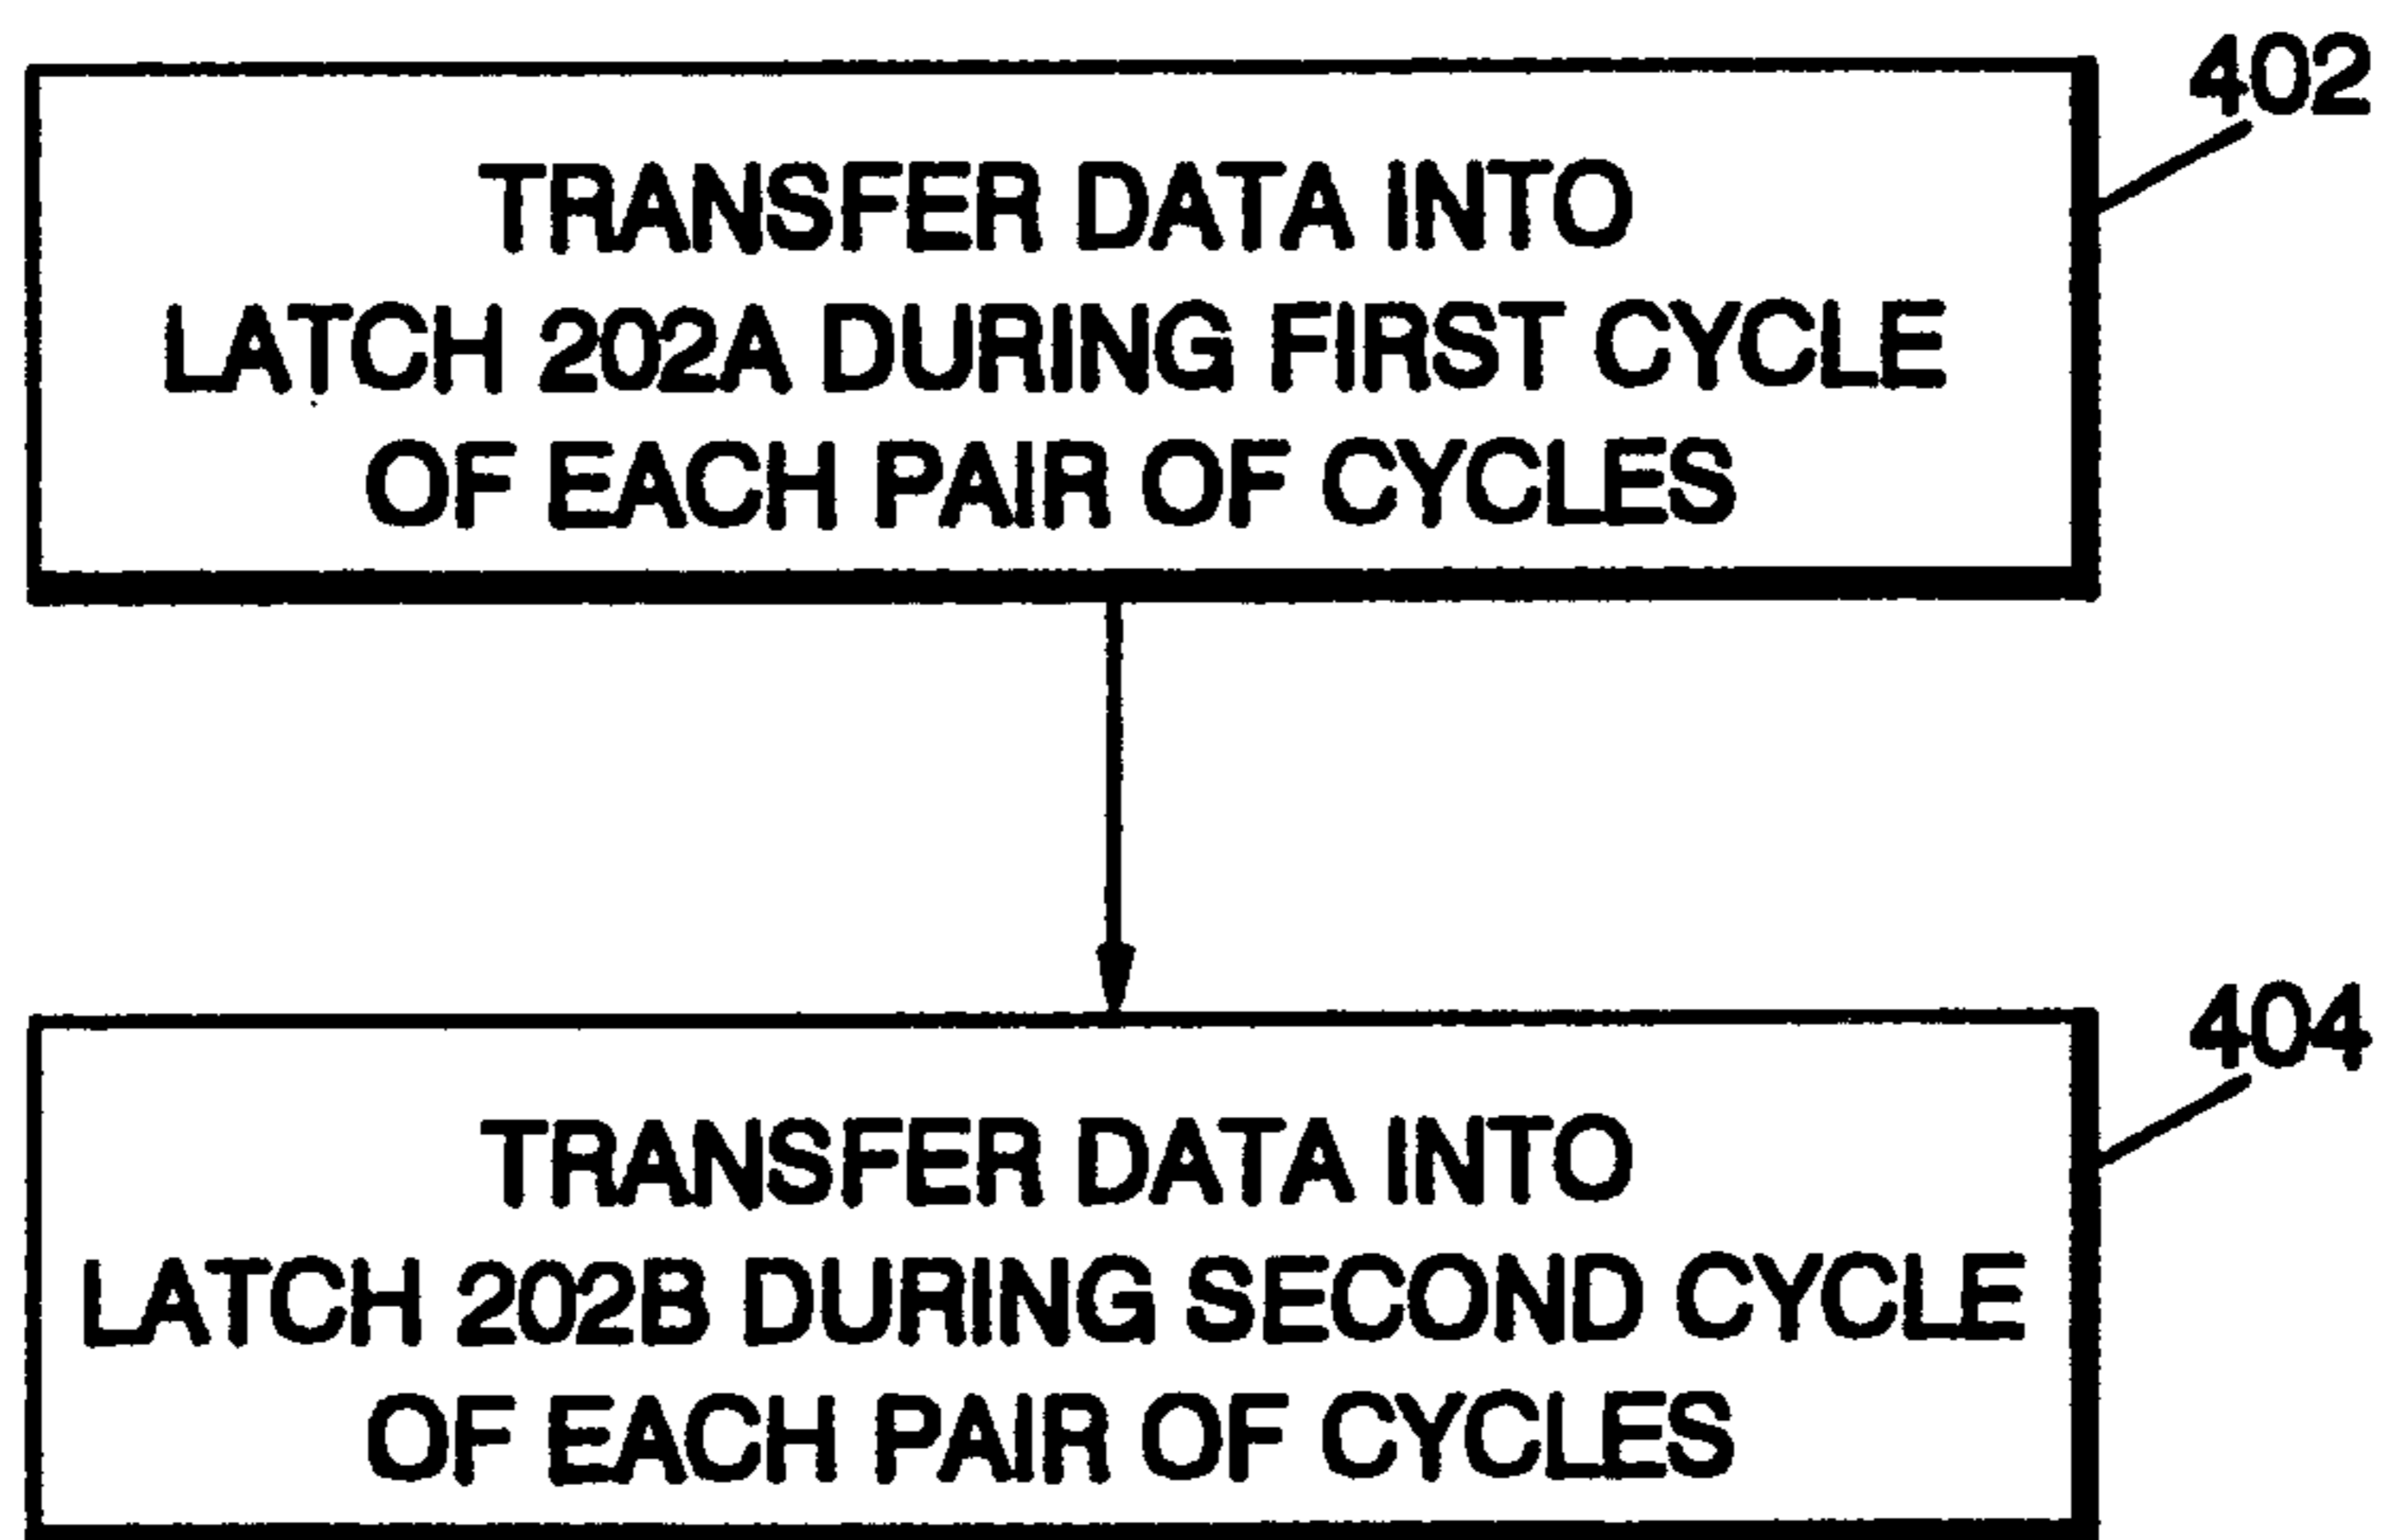 402
TRANSFER DATA INTO
LATCH 202A DURING FIRST CYCLE
OF EACH PAIR OF CYCLES
404
TRANSFER DATA INTO
LATCH 202B DURING SECOND CYCLE
OF EACH PAIR OF CYCLES